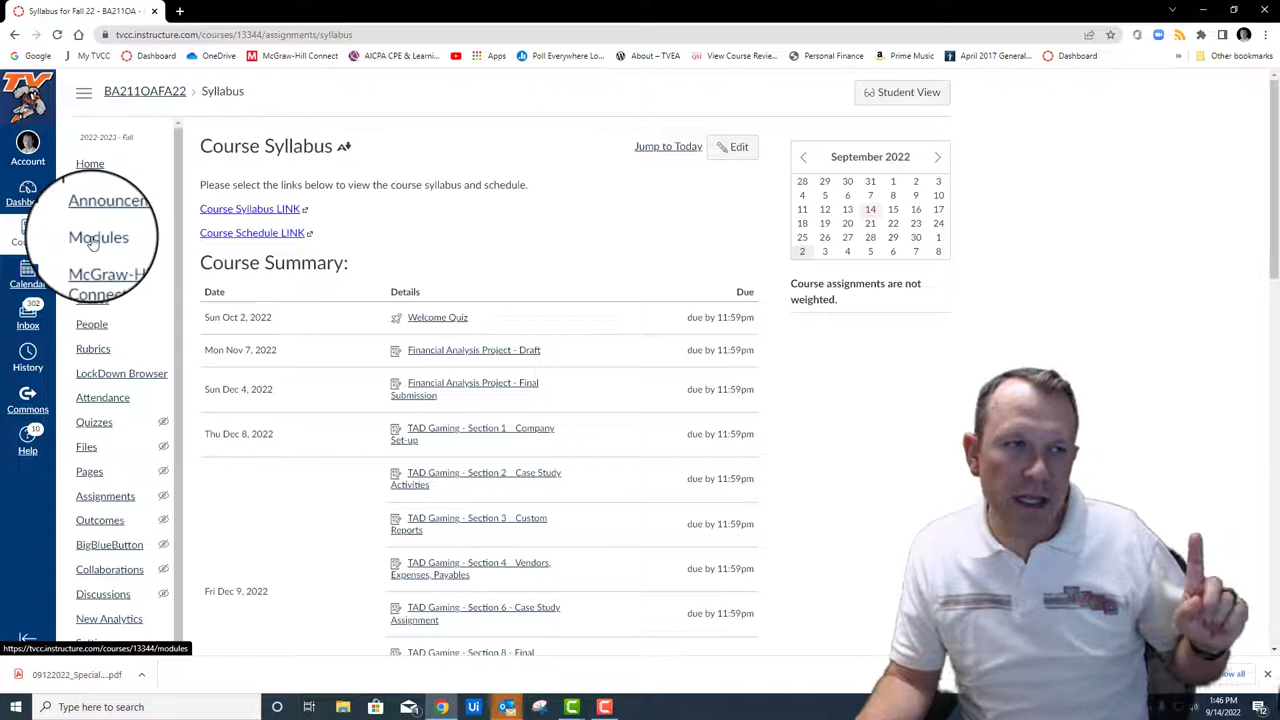 Syllabus for Fall 22 - BA211OA -
tvcc.instructure.com/courses/13344/assignments/syllabus
Google
My TVCC
Dashboard
OneDrive
McGraw-Hill Connect
AICPA CPE & Learni...
YouTube
Apps
Poll Everywhere Lo...
About – TVEA
View Course Review...
Personal Finance
Prime Music
April 2017 General...
Dashboard
»
Other bookmarks
TV
BA211OAFA22 > Syllabus
Student View
2022-2023 - Fall
Account
Home
Announcem
Modules
McGraw-H
Connect
People
Rubrics
LockDown Browser
Attendance
Quizzes
Files
Pages
Assignments
Outcomes
BigBlueButton
Collaborations
Discussions
New Analytics
Calendar
302
Inbox
History
Commons
10
Help
Course Syllabus
Jump to Today
Edit
Please select the links below to view the course syllabus and schedule.
Course Syllabus LINK
Course Schedule LINK
Course Summary:
Date Details Due
Sun Oct 2, 2022 Welcome Quiz due by 11:59pm
Mon Nov 7, 2022 Financial Analysis Project - Draft due by 11:59pm
Sun Dec 4, 2022 Financial Analysis Project - Final
Submission due by 11:59pm
Thu Dec 8, 2022 TAD Gaming - Section 1 Company
Set-up due by 11:59pm
TAD Gaming - Section 2 Case Study
Activities due by 11:59pm
TAD Gaming - Section 3 Custom
Reports due by 11:59pm
TAD Gaming - Section 4 Vendors,
Expenses, Payables due by 11:59pm
Fri Dec 9, 2022
TAD Gaming - Section 6 - Case Study
Assignment due by 11:59pm
TAD Gaming - Section 8 - Final
September 2022
28 29 30 31 1 2 3
4 5 6 7 8 9 10
11 12 13 14 15 16 17
18 19 20 21 22 23 24
25 26 27 28 29 30 1
2 3 4 5 6 7 8
Course assignments are not
weighted.
https://tvcc.instructure.com/courses/13344/modules
09122022_Special....pdf
Type here to search
Ui
1:46 PM
9/14/2022
12